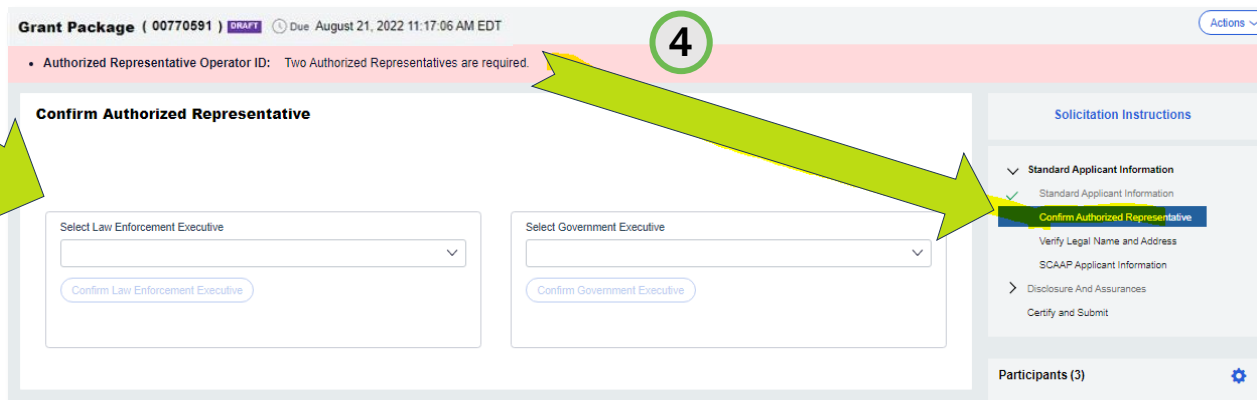 Grant Package ( 00770591 ) DRAFT Due August 21, 2022 11:17:06 AM EDT
Actions
4
• Authorized Representative Operator ID: Two Authorized Representatives are required.
Confirm Authorized Representative
Select Law Enforcement Executive
Confirm Law Enforcement Executive
Select Government Executive
Confirm Government Executive
Solicitation Instructions
Standard Applicant Information
Standard Applicant Information
Confirm Authorized Representative
Verify Legal Name and Address
SCAAP Applicant Information
Disclosure And Assurances
Certify and Submit
Participants (3)